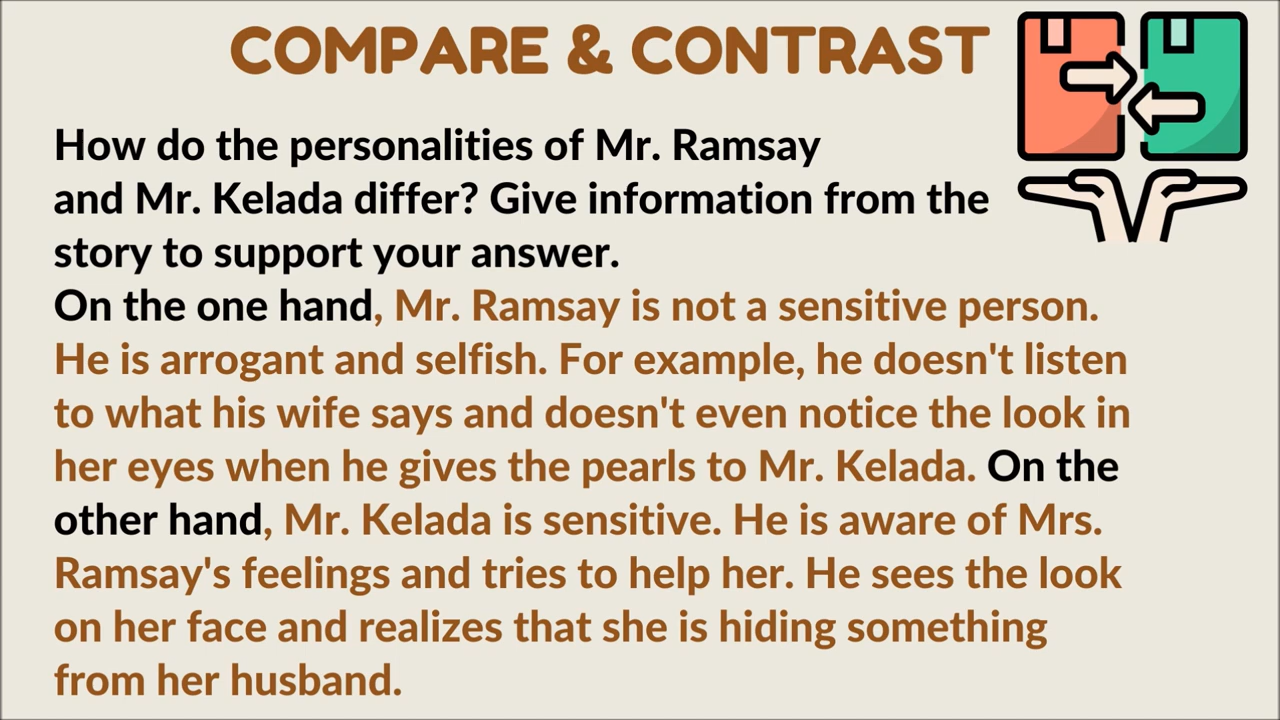 COMPARE & CONTRAST
How do the personalities of Mr. Ramsay
and Mr. Kelada differ? Give information from the
story to support your answer.
On the one hand, Mr. Ramsay is not a sensitive person.
He is arrogant and selfish. For example, he doesn't listen
to what his wife says and doesn't even notice the look in
her eyes when he gives the pearls to Mr. Kelada. On the
other hand, Mr. Kelada is sensitive. He is aware of Mrs.
Ramsay's feelings and tries to help her. He sees the look
on her face and realizes that she is hiding something
from her husband.